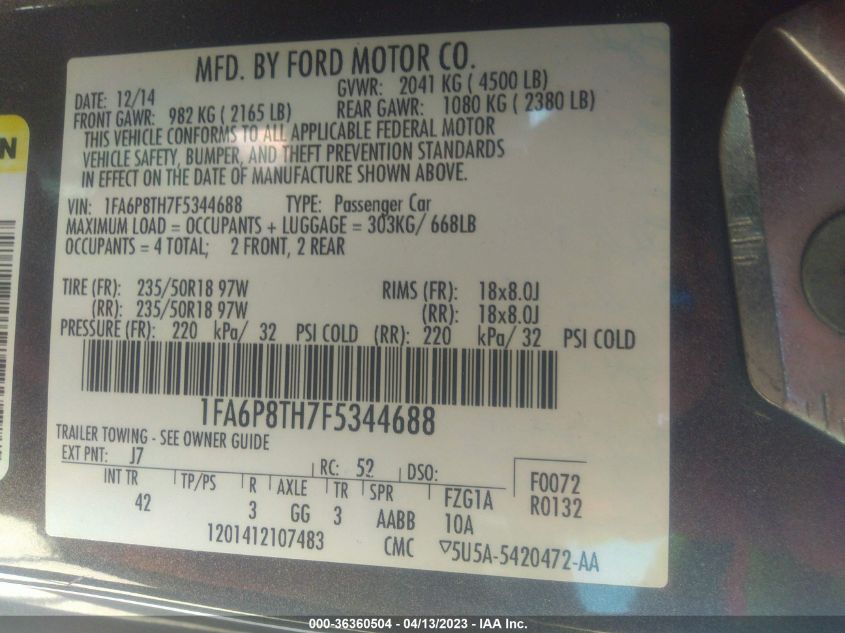 MFD. BY FORD MOTOR CO.
DATE: 12/14 GVWR: 2041 KG ( 4500 LB)
FRONT GAWR: 982 KG ( 2165 LB) REAR GAWR: 1080 KG ( 2380 LB)
THIS VEHICLE CONFORMS TO ALL APPLICABLE FEDERAL MOTOR
VEHICLE SAFETY, BUMPER, AND THEFT PREVENTION STANDARDS
IN EFFECT ON THE DATE OF MANUFACTURE SHOWN ABOVE.
VIN: 1FA6P8TH7F5344688 TYPE: Passenger Car
MAXIMUM LOAD = OCCUPANTS + LUGGAGE = 303KG/ 668LB
OCCUPANTS = 4 TOTAL; 2 FRONT, 2 REAR
TIRE (FR): 235/50R18 97W RIMS (FR): 18x8.0J
(RR): 235/50R18 97W (RR): 18x8.0J
PRESSURE (FR): 220 kPa/ 32 PSI COLD (RR): 220 kPa/ 32 PSI COLD
1FA6P8TH7F5344688
TRAILER TOWING - SEE OWNER GUIDE
EXT PNT: J7 RC: 52 DSO:
INT TR TP/PS R AXLE TR SPR FZG1A F0072
42 3 GG 3 AABB 10A R0132
1201412107483 CMC ▽5U5A-5420472-AA
N
000-36360504 - 04/13/2023 - IAA Inc.